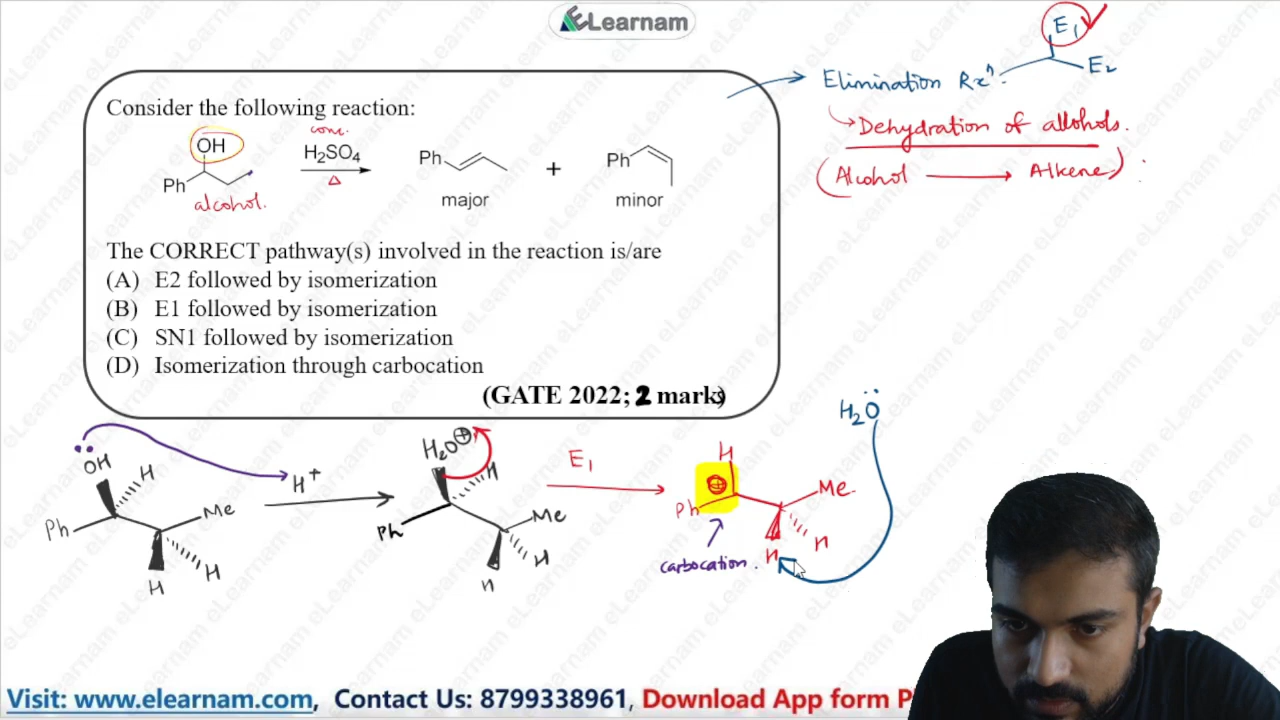 ELearnam
Consider the following reaction:
OH
conc.
H2SO4
Δ
Ph
alcohol.
Ph
major
+
Ph
minor
The CORRECT pathway(s) involved in the reaction is/are
(A) E2 followed by isomerization
(B) E1 followed by isomerization
(C) SN1 followed by isomerization
(D) Isomerization through carbocation
(GATE 2022; 2 marks)
Elimination Rxn.
E1
E2
Dehydration of alcohols.
(Alcohol → Alkene)
OH
H
Ph
Me
H
H
H+
H2O⊕
H
Ph
Me
H
H
E1
H
⊕
Ph
Me
H
H
carbocation.
H2O
Visit: www.elearnam.com, Contact Us: 8799338961, Download App form P